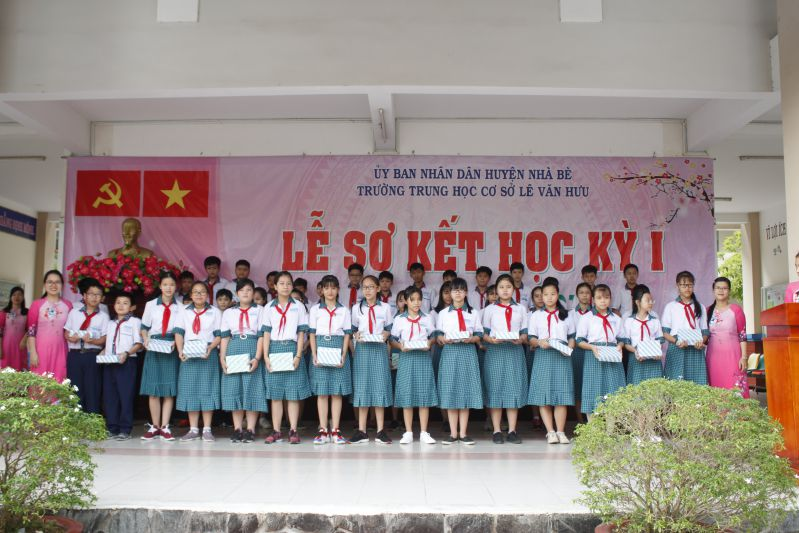 ỦY BAN NHÂN DÂN HUYỆN NHÀ BÈ
TRƯỜNG TRUNG HỌC CƠ SỞ LÊ VĂN HƯU
LỄ SƠ KẾT HỌC KỲ I